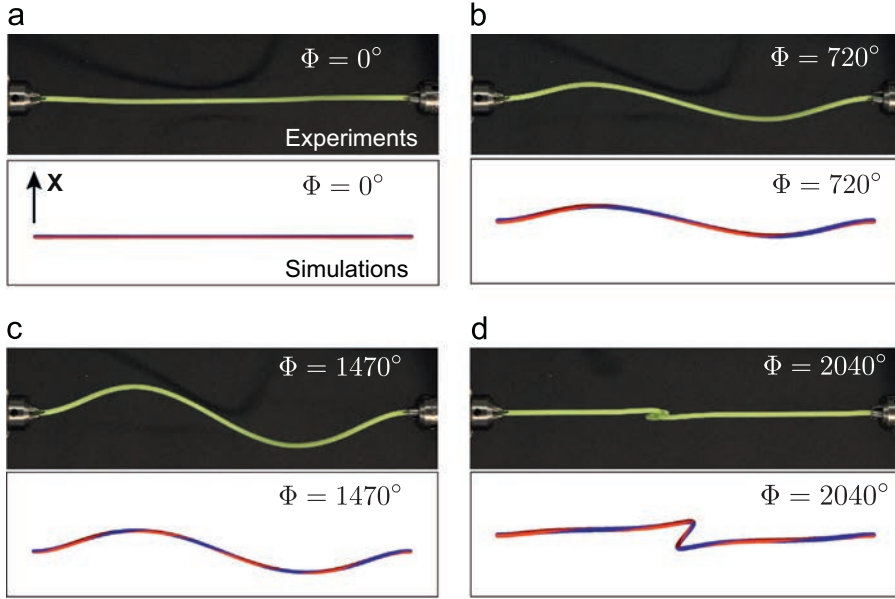 a
Φ = 0°
Experiments
X
Φ = 0°
Simulations
b
Φ = 720°
Φ = 720°
c
Φ = 1470°
Φ = 1470°
d
Φ = 2040°
Φ = 2040°